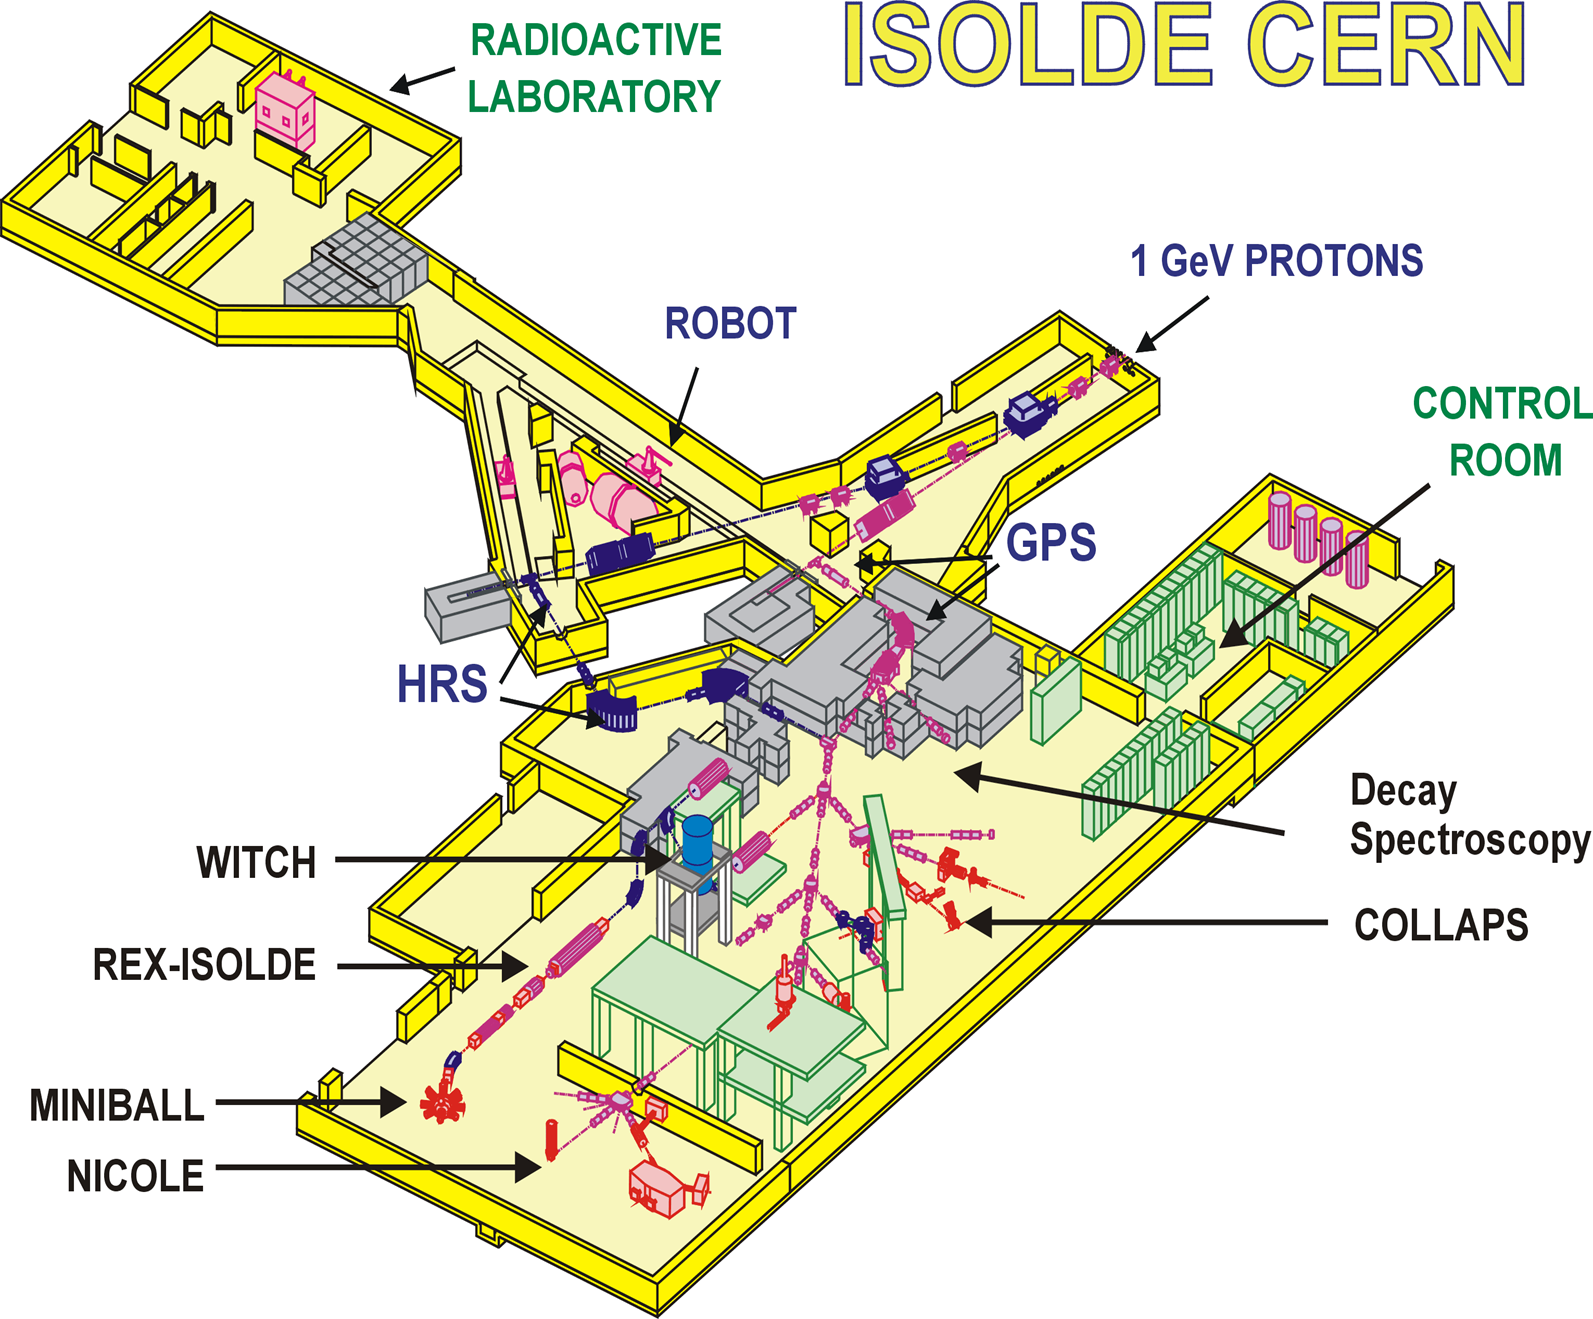 ISOLDE CERN
RADIOACTIVE
LABORATORY
1 GeV PROTONS
ROBOT
CONTROL
ROOM
GPS
HRS
Decay
Spectroscopy
WITCH
COLLAPS
REX-ISOLDE
MINIBALL
NICOLE